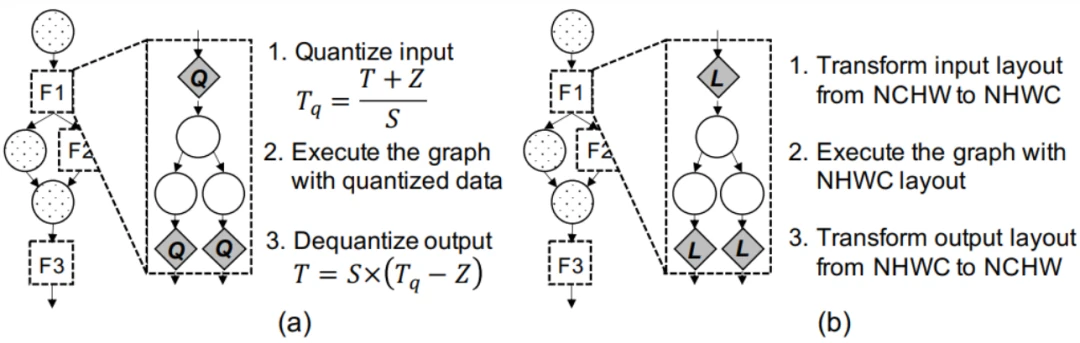 F1
F2
F3
Q
Q
Q
1. Quantize input
T_q = (T + Z) / S
2. Execute the graph
with quantized data
3. Dequantize output
T = S×(T_q − Z)
(a)
F1
F2
F3
L
L
L
1. Transform input layout
from NCHW to NHWC
2. Execute the graph with
NHWC layout
3. Transform output layout
from NHWC to NCHW
(b)